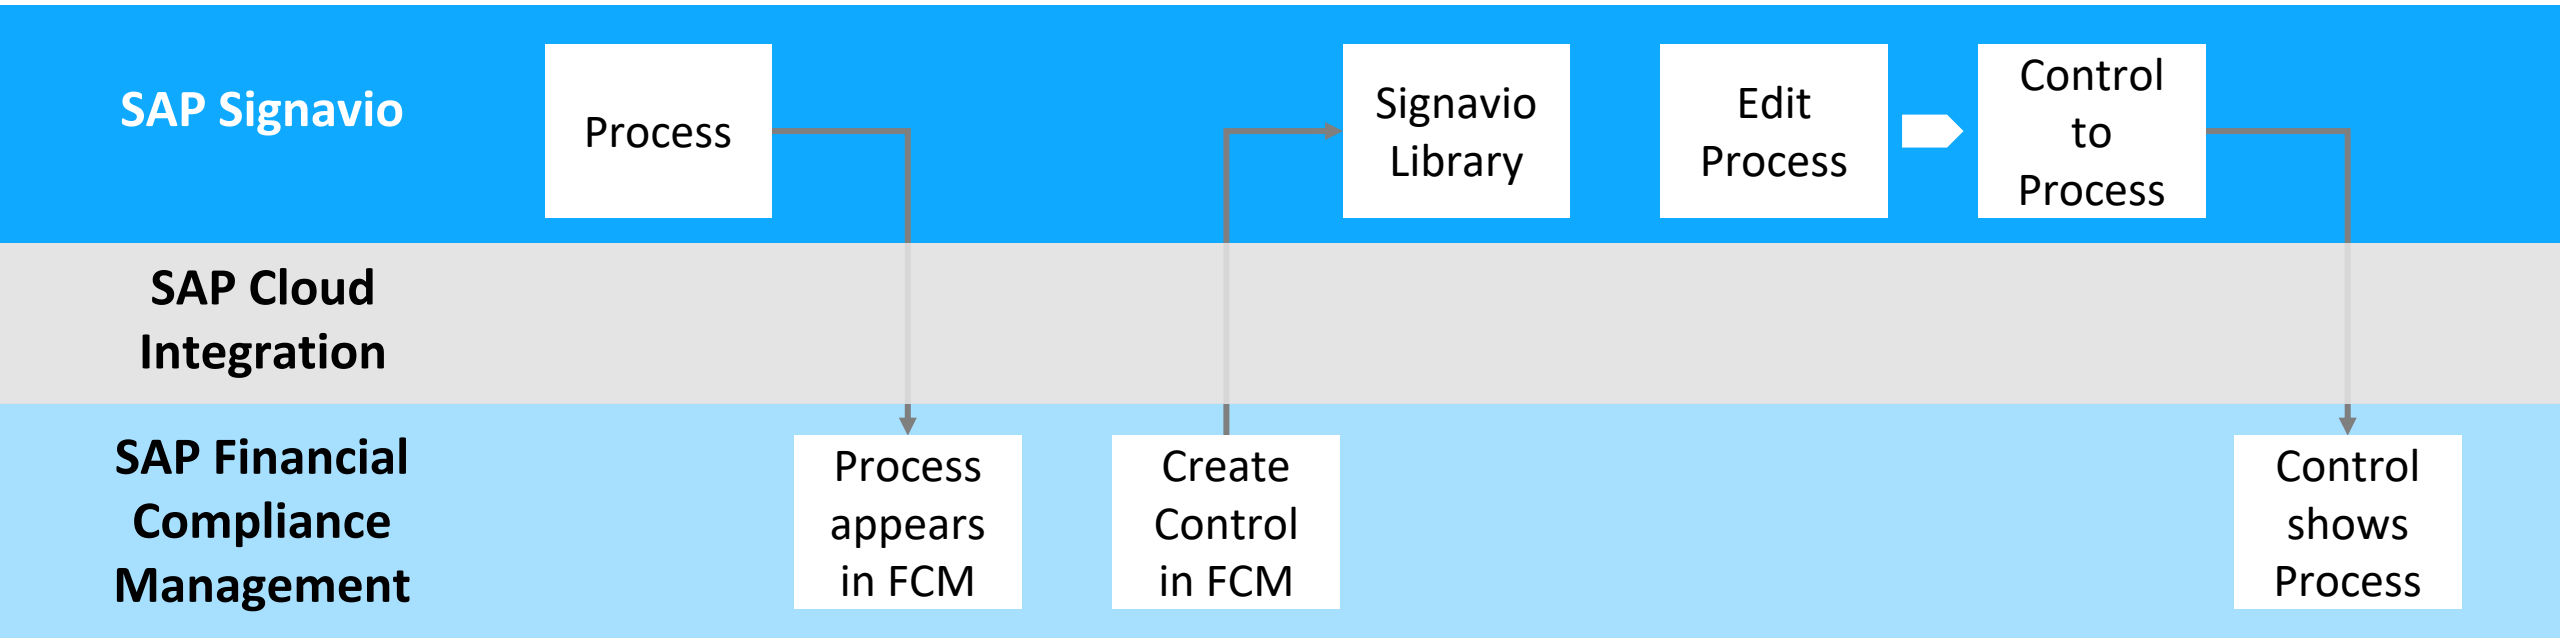 SAP Signavio
Process
Signavio
Library
Edit
Process
Control
to
Process
SAP Cloud
Integration
SAP Financial
Compliance
Management
Process
appears
in FCM
Create
Control
in FCM
Control
shows
Process